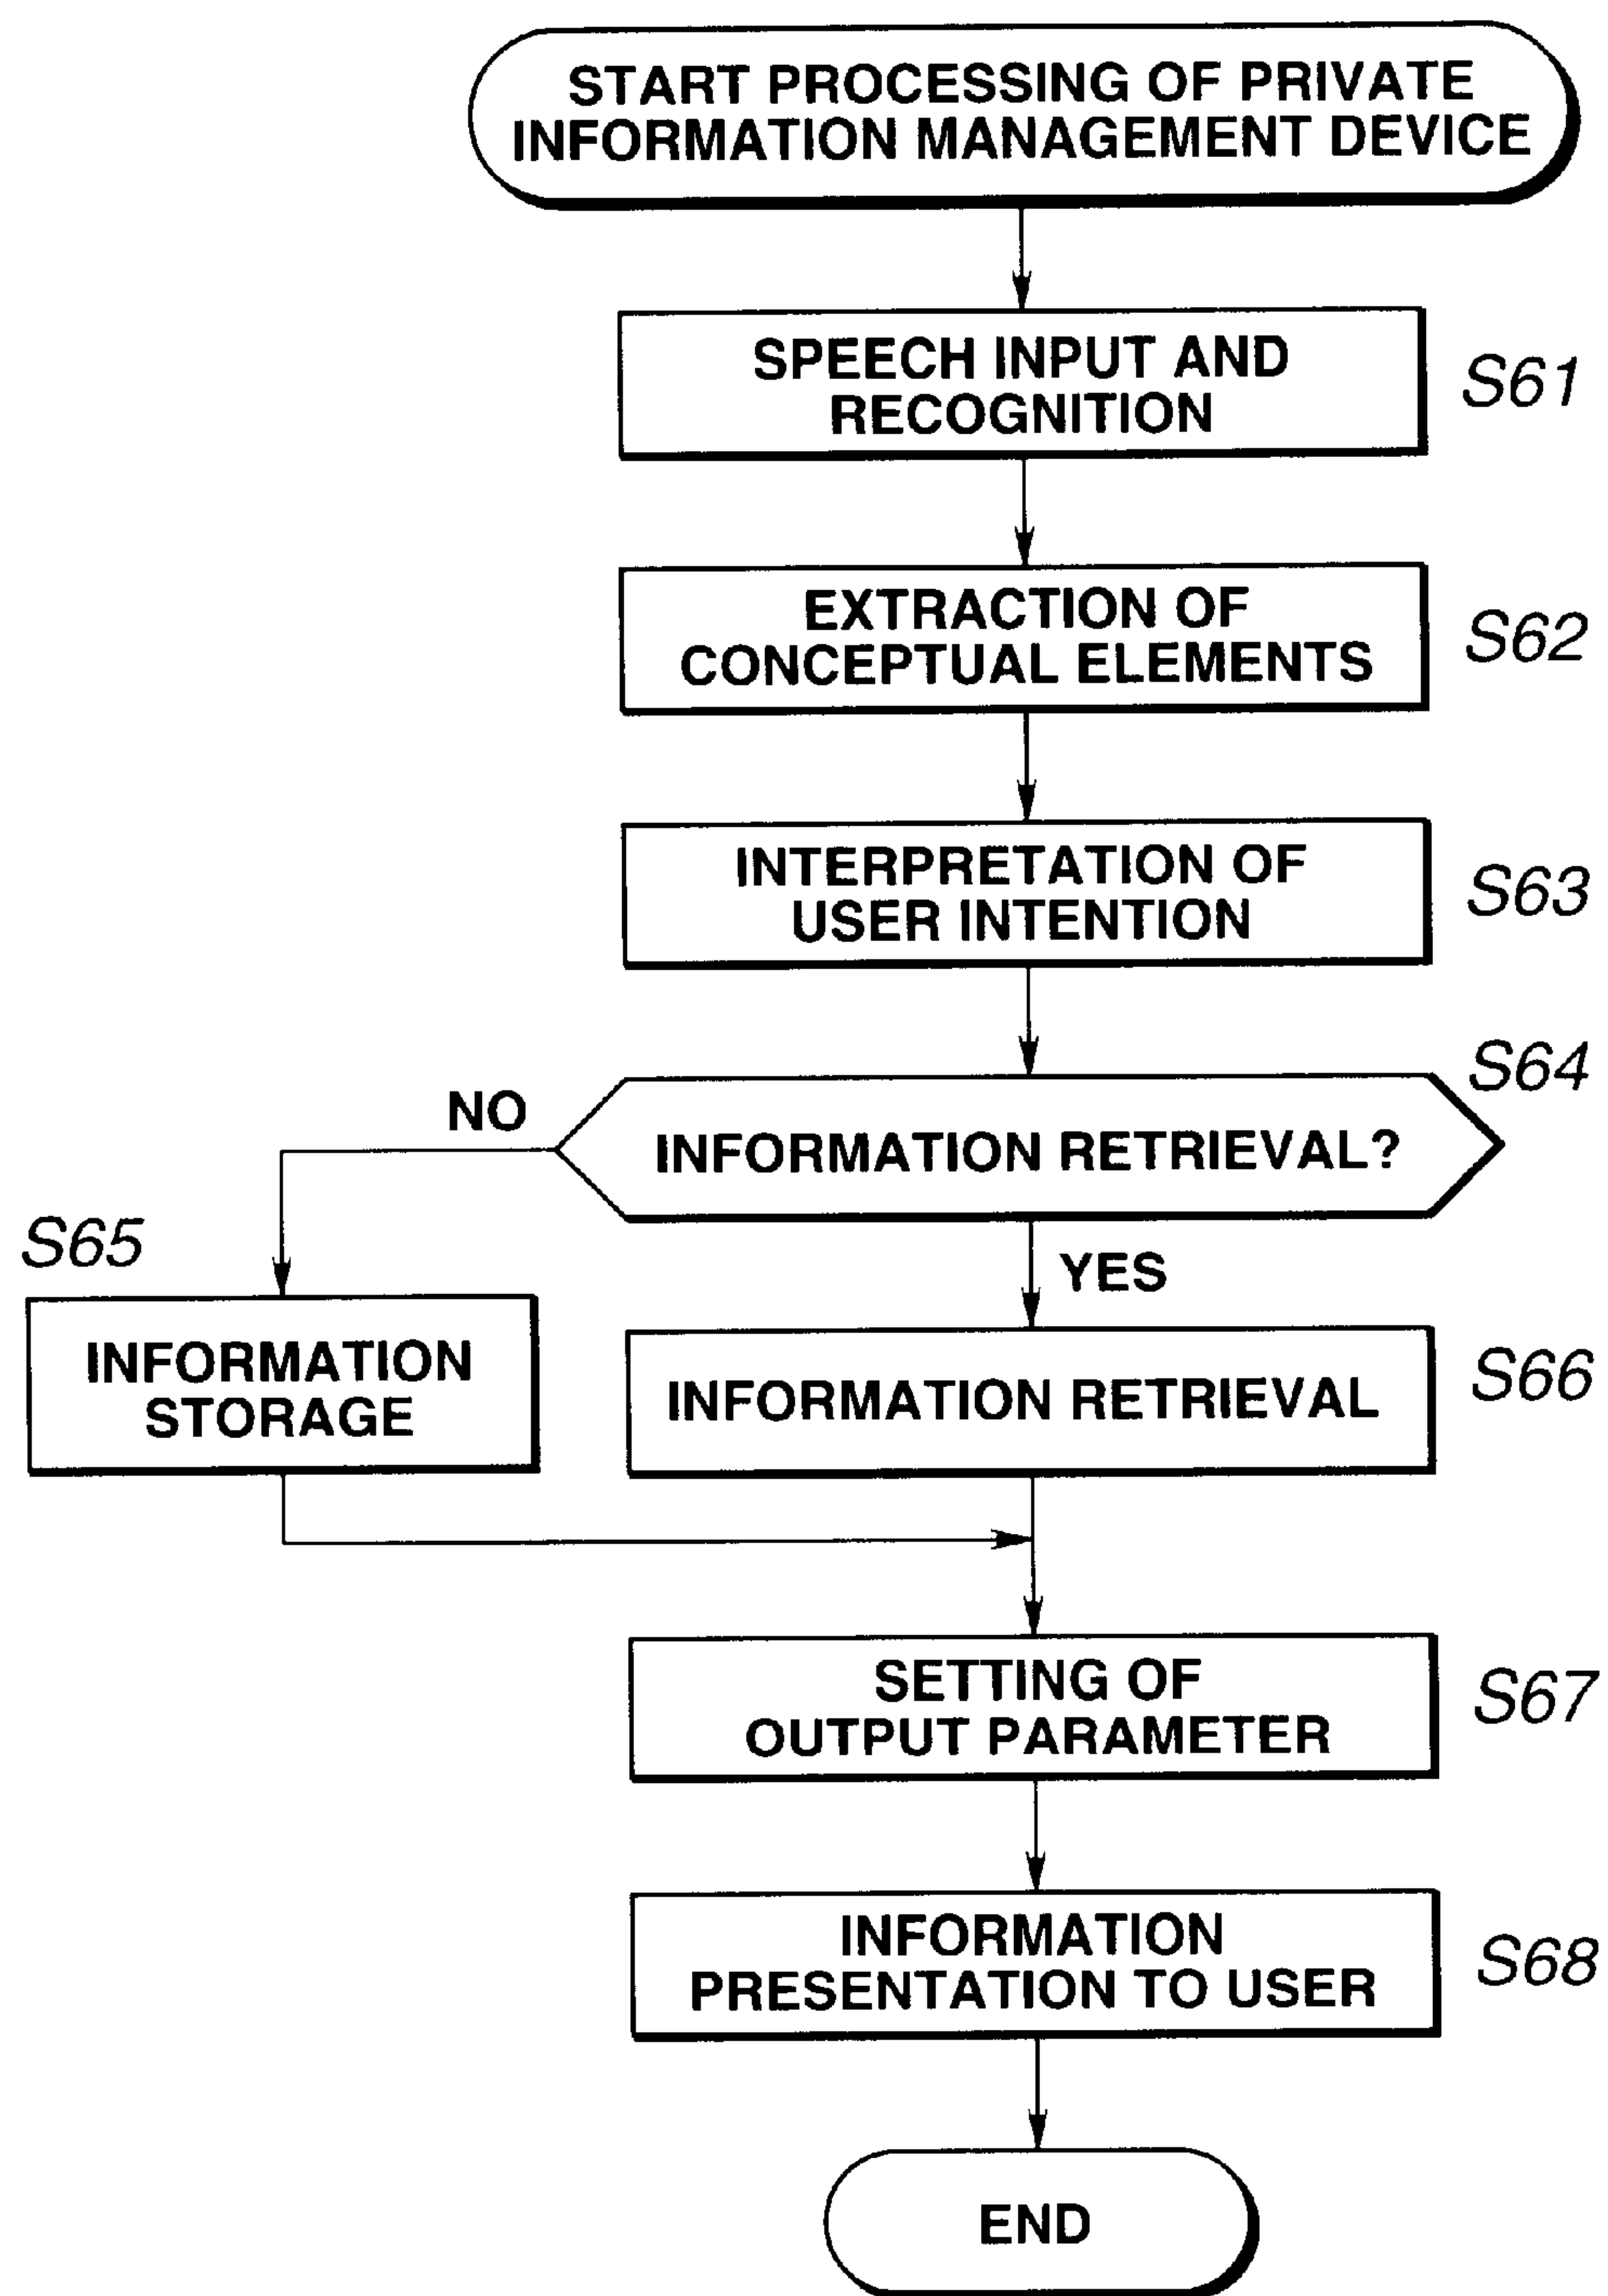 START PROCESSING OF PRIVATE
INFORMATION MANAGEMENT DEVICE
SPEECH INPUT AND
RECOGNITION
S61
EXTRACTION OF
CONCEPTUAL ELEMENTS
S62
INTERPRETATION OF
USER INTENTION
S63
S64
NO
INFORMATION RETRIEVAL?
S65
YES
INFORMATION
STORAGE
INFORMATION RETRIEVAL
S66
SETTING OF
OUTPUT PARAMETER
S67
INFORMATION
PRESENTATION TO USER
S68
END